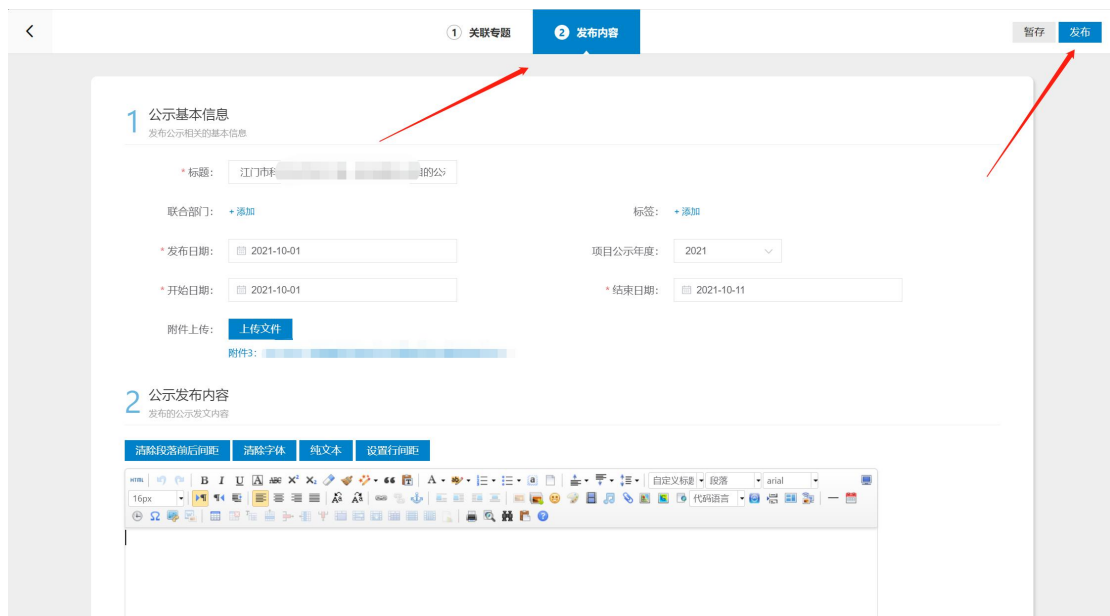 1 关联专题 2 发布内容 暂存 发布
1 公示基本信息
发布公示相关的基本信息
* 标题: 江门市
的公
联合部门: + 添加 标签: + 添加
* 发布日期: 2021-10-01 项目公示年度: 2021
* 开始日期: 2021-10-01 * 结束日期: 2021-10-11
附件上传: 上传文件
附件3:
2 公示发布内容
发布的公示发文内容
清除段落前后间距 清除字体 纯文本 设置行间距
HTML B I U A ABC X² X₂ A 自定义标题 段落 arial
16px 代码语言